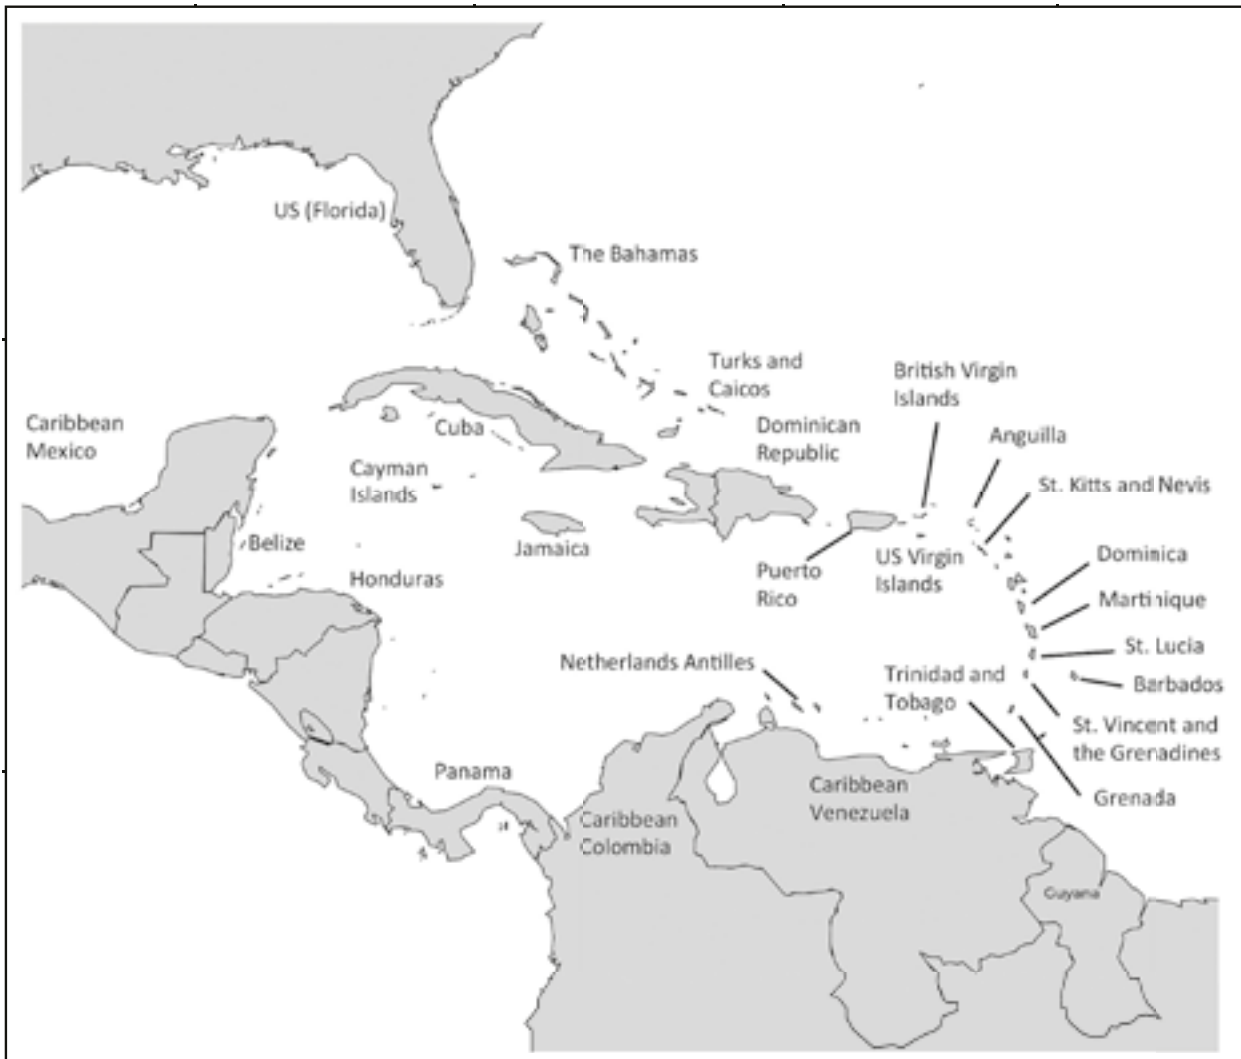 US (Florida)
The Bahamas
Turks and
Caicos
British Virgin
Islands
Caribbean
Mexico
Cuba
Dominican
Republic
Anguilla
Cayman
Islands
St. Kitts and Nevis
Belize
Jamaica
Honduras
Puerto
Rico
US Virgin
Islands
Dominica
Martinique
St. Lucia
Netherlands Antilles
Trinidad and
Tobago
Barbados
St. Vincent and
the Grenadines
Panama
Caribbean
Venezuela
Grenada
Caribbean
Colombia
Guyana